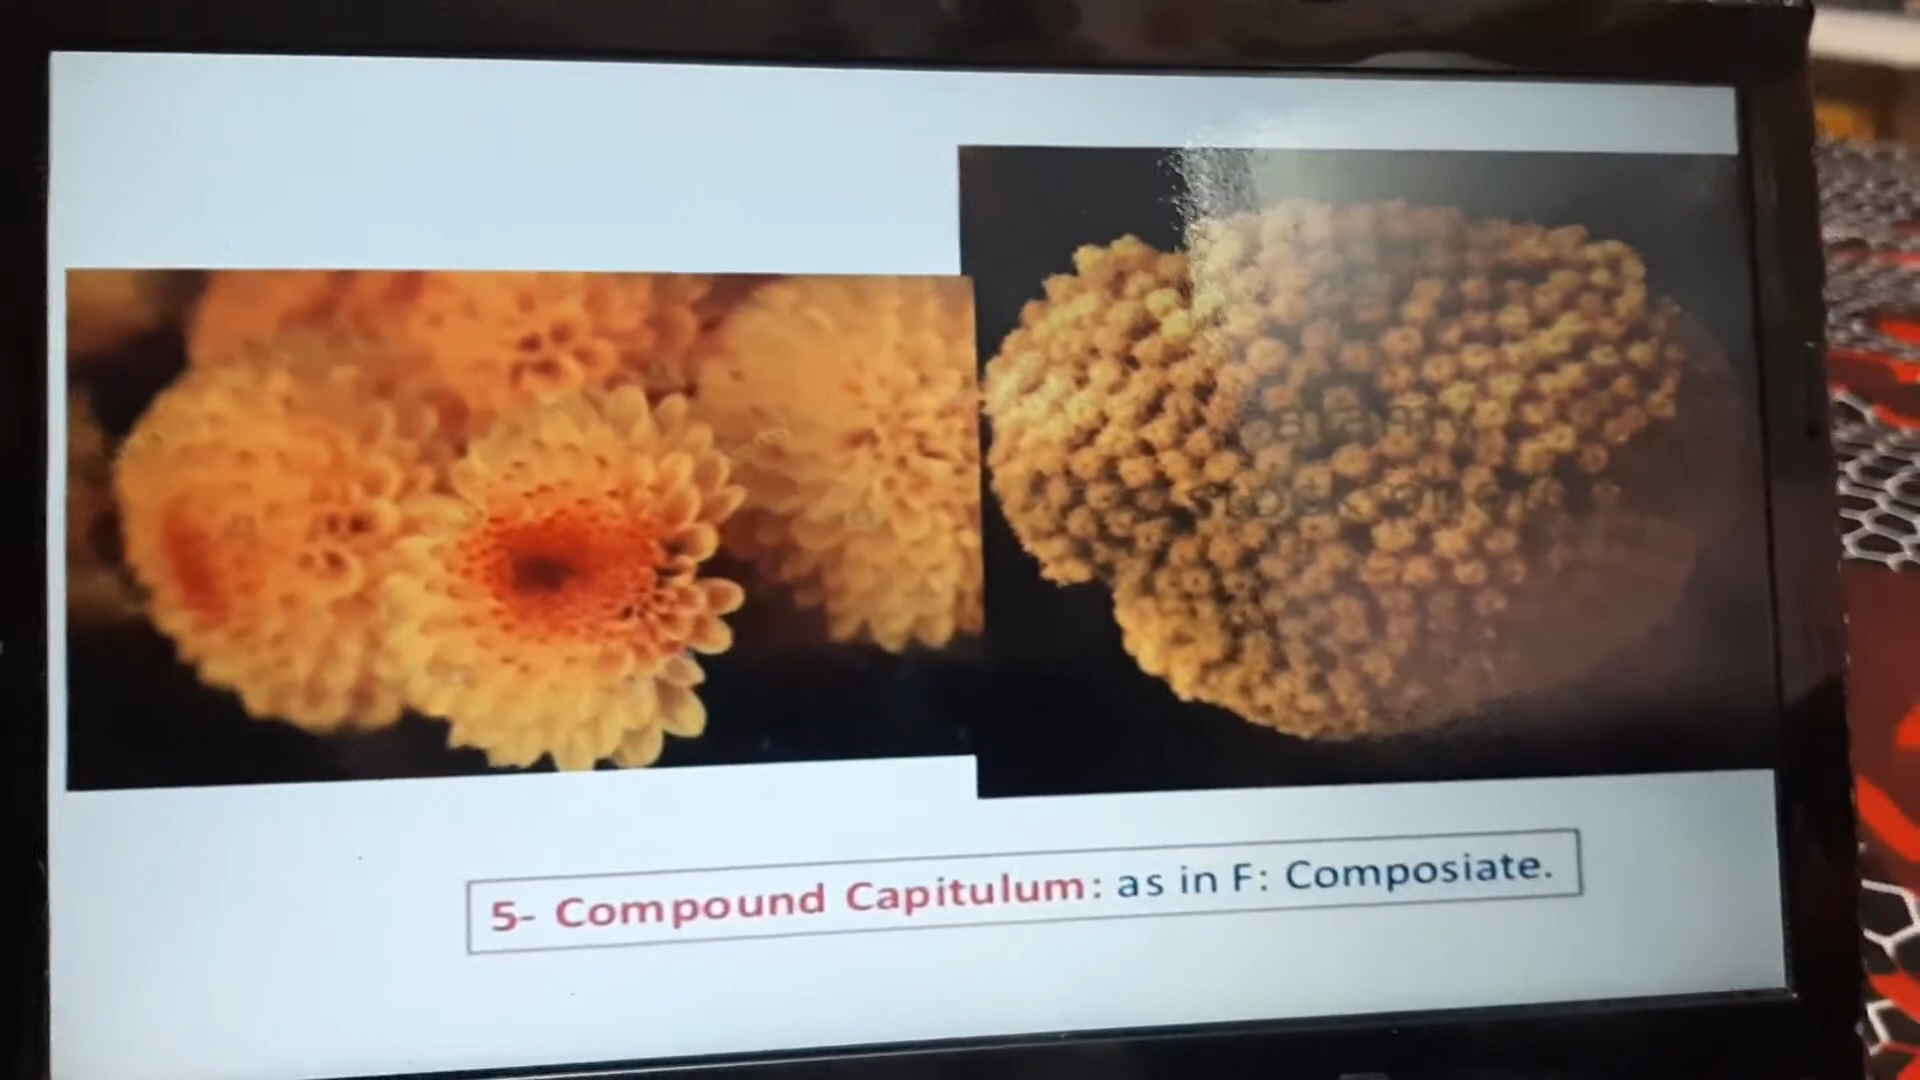 5- Compound Capitulum: as in F: Composiate.